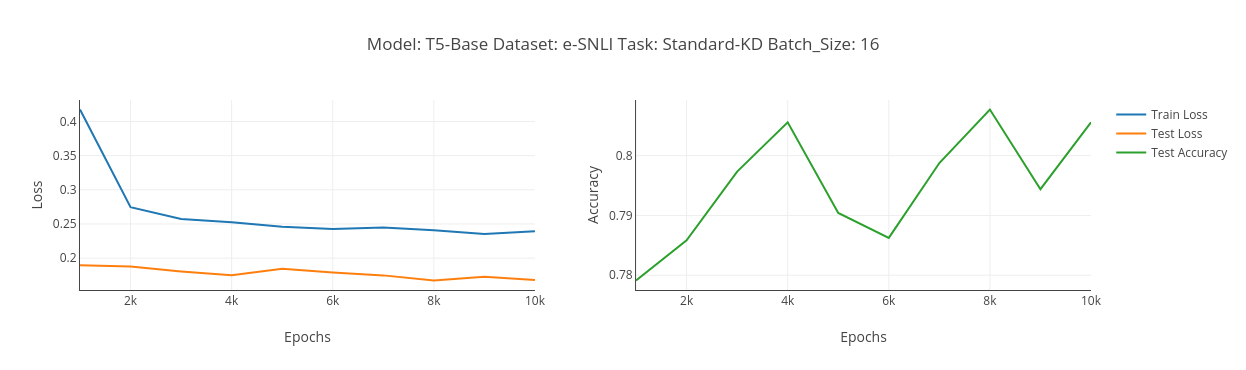 Model: T5-Base Dataset: e-SNLI Task: Standard-KD Batch_Size: 16
0.4
0.35
0.3
0.25
0.2
Loss
2k
4k
6k
8k
10k
Epochs
0.8
0.79
0.78
Accuracy
2k
4k
6k
8k
10k
Epochs
Train Loss
Test Loss
Test Accuracy